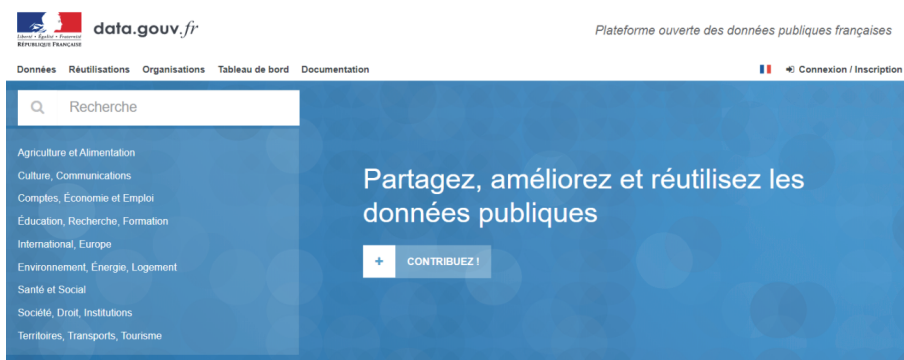 data.gouv.fr
Liberté • Égalité • Fraternité
RÉPUBLIQUE FRANÇAISE
Plateforme ouverte des données publiques françaises
Données Réutilisations Organisations Tableau de bord Documentation
Connexion / Inscription
Recherche
Agriculture et Alimentation
Culture, Communications
Comptes, Économie et Emploi
Éducation, Recherche, Formation
International, Europe
Environnement, Énergie, Logement
Santé et Social
Société, Droit, Institutions
Territoires, Transports, Tourisme
Partagez, améliorez et réutilisez les
données publiques
+ CONTRIBUEZ !